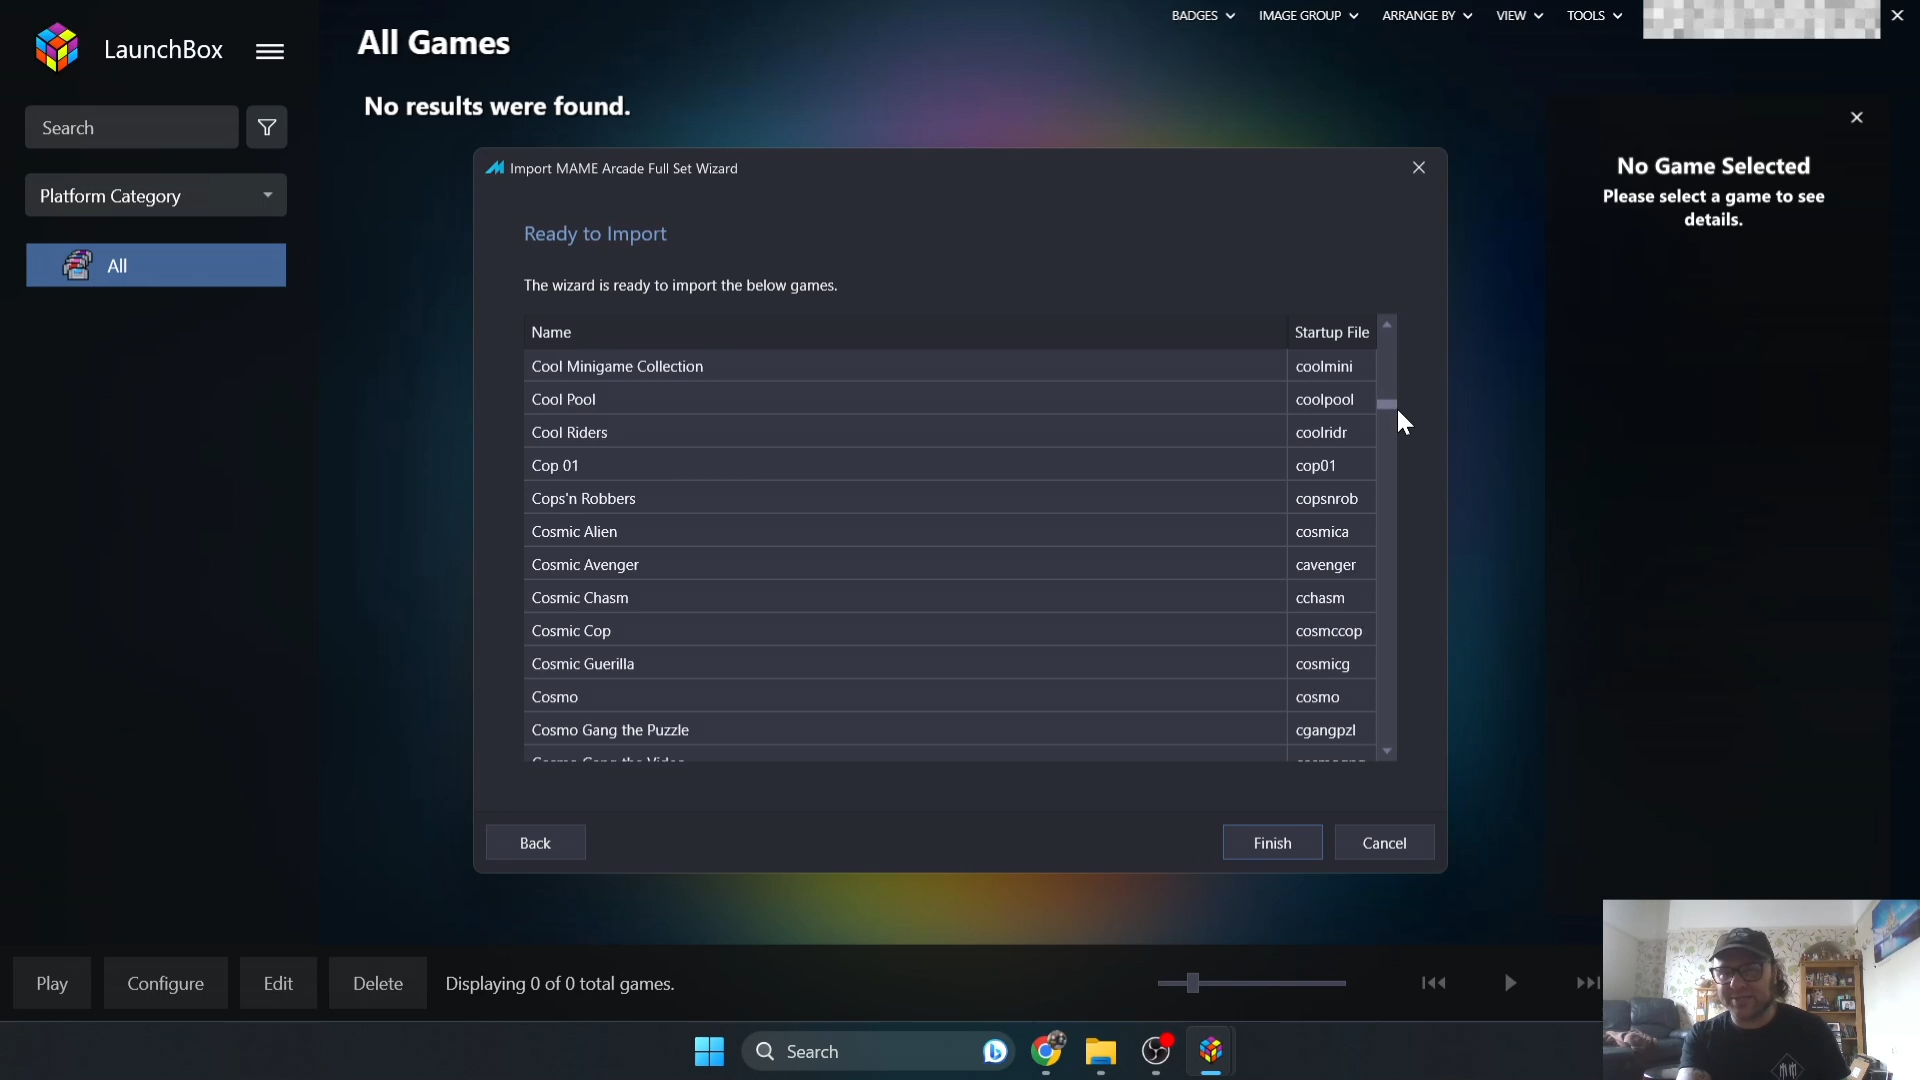 LaunchBox
BADGES
IMAGE GROUP
ARRANGE BY
VIEW
TOOLS
All Games
No results were found.
Search
Platform Category
All
No Game Selected
Please select a game to see
details.
Import MAME Arcade Full Set Wizard
Ready to Import
The wizard is ready to import the below games.
Name Startup File
Cool Minigame Collection coolmini
Cool Pool coolpool
Cool Riders coolridr
Cop 01 cop01
Cops'n Robbers copsnrob
Cosmic Alien cosmica
Cosmic Avenger cavenger
Cosmic Chasm cchasm
Cosmic Cop cosmccop
Cosmic Guerilla cosmicg
Cosmo cosmo
Cosmo Gang the Puzzle cgangpzl
Back
Finish
Cancel
Play
Configure
Edit
Delete
Displaying 0 of 0 total games.
Search